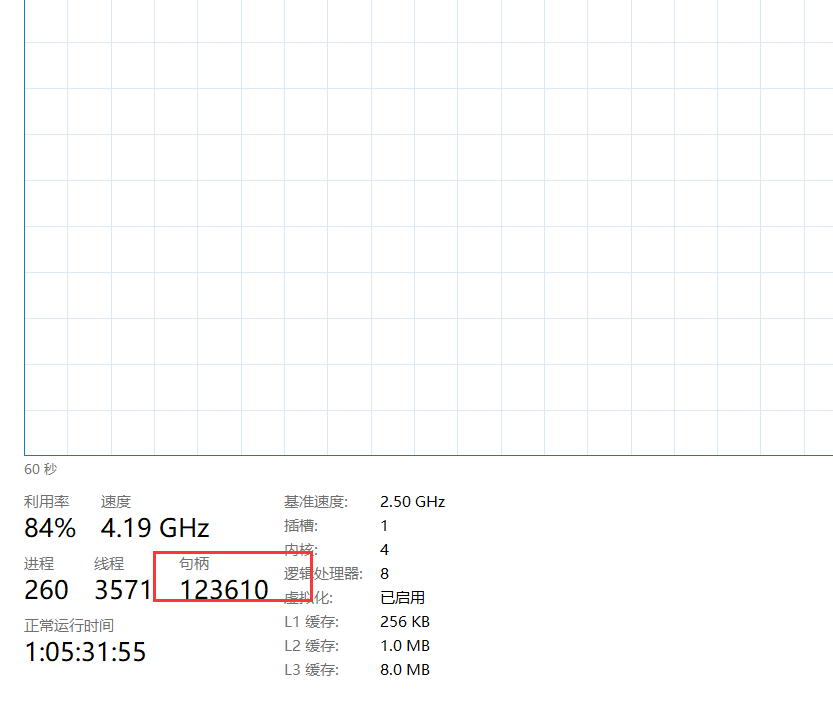 60 秒
利用率 速度
84% 4.19 GHz
进程 线程 句柄
260 3571 123610
正常运行时间
1:05:31:55
基准速度: 2.50 GHz
插槽: 1
内核: 4
逻辑处理器: 8
虚拟化: 已启用
L1 缓存: 256 KB
L2 缓存: 1.0 MB
L3 缓存: 8.0 MB